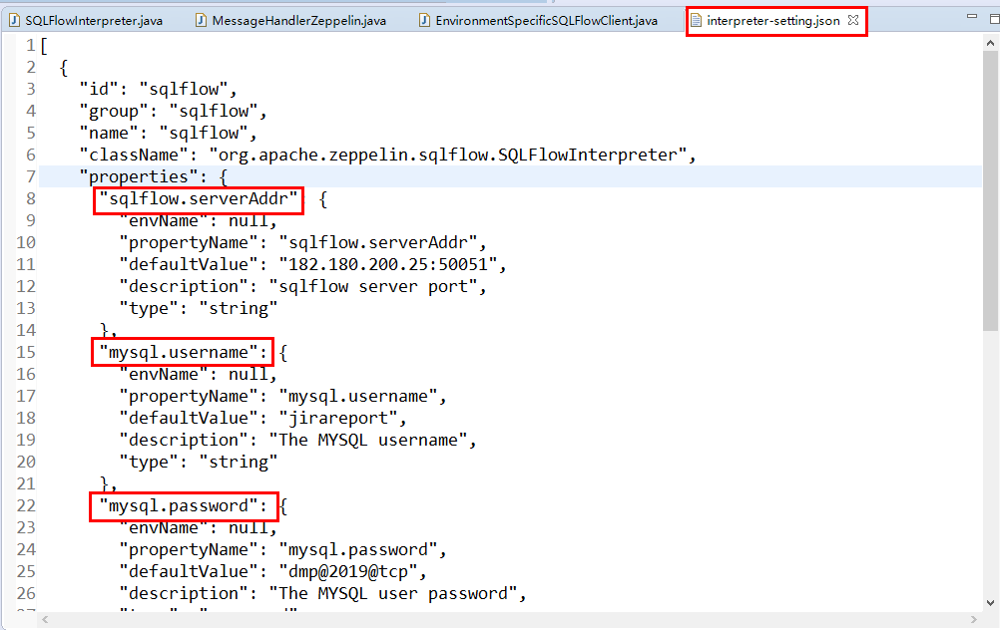 SQLFlowInterpreter.java MessageHandlerZeppelin.java EnvironmentSpecificSQLFlowClient.java interpreter-setting.json
1 [
2 {
3 "id": "sqlflow",
4 "group": "sqlflow",
5 "name": "sqlflow",
6 "className": "org.apache.zeppelin.sqlflow.SQLFlowInterpreter",
7 "properties": {
8 "sqlflow.serverAddr" {
9 "envName": null,
10 "propertyName": "sqlflow.serverAddr",
11 "defaultValue": "182.180.200.25:50051",
12 "description": "sqlflow server port",
13 "type": "string"
14 },
15 "mysql.username": {
16 "envName": null,
17 "propertyName": "mysql.username",
18 "defaultValue": "jirareport",
19 "description": "The MYSQL username",
20 "type": "string"
21 },
22 "mysql.password": {
23 "envName": null,
24 "propertyName": "mysql.password",
25 "defaultValue": "dmp@2019@tcp",
26 "description": "The MYSQL user password",